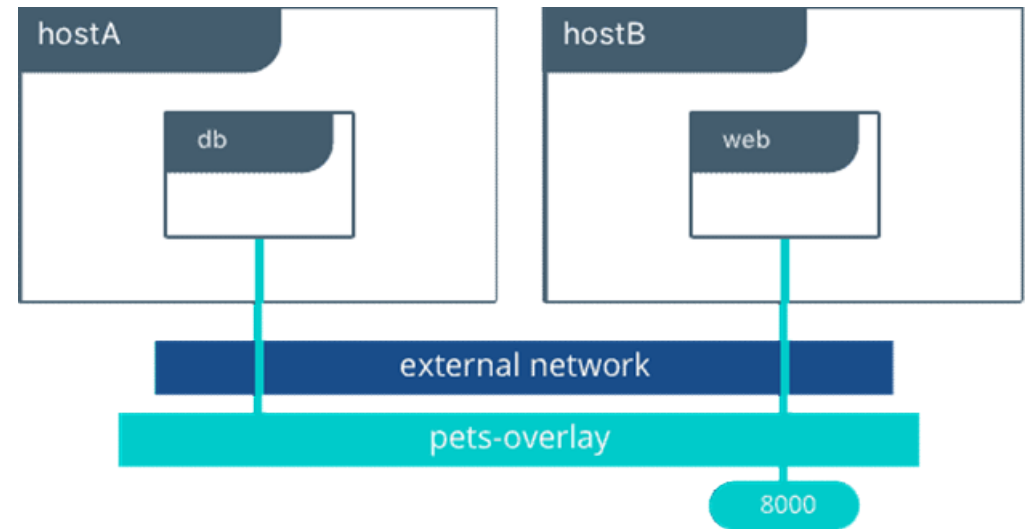 hostA
hostB
db
web
external network
pets-overlay
8000